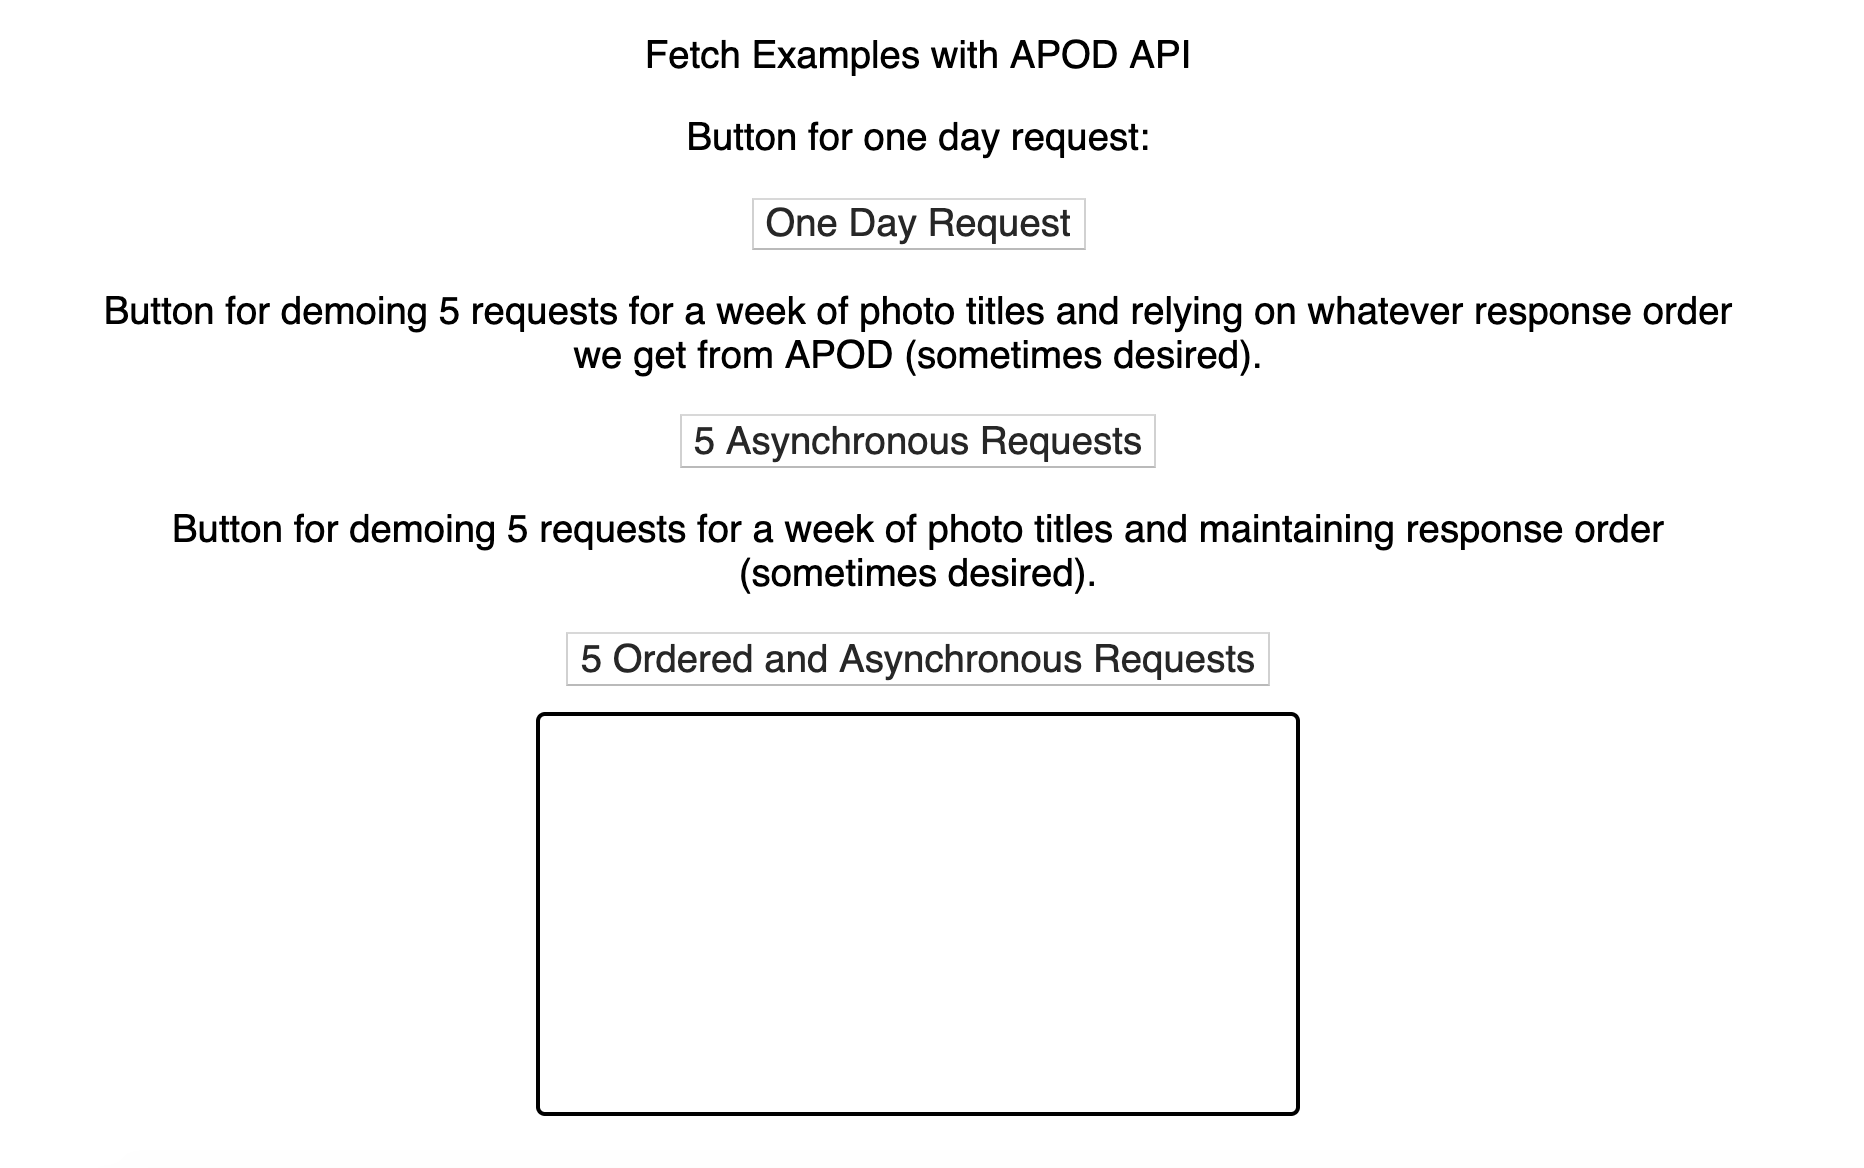 Fetch Examples with APOD API
Button for one day request:
One Day Request
Button for demoing 5 requests for a week of photo titles and relying on whatever response order
we get from APOD (sometimes desired).
5 Asynchronous Requests
Button for demoing 5 requests for a week of photo titles and maintaining response order
(sometimes desired).
5 Ordered and Asynchronous Requests